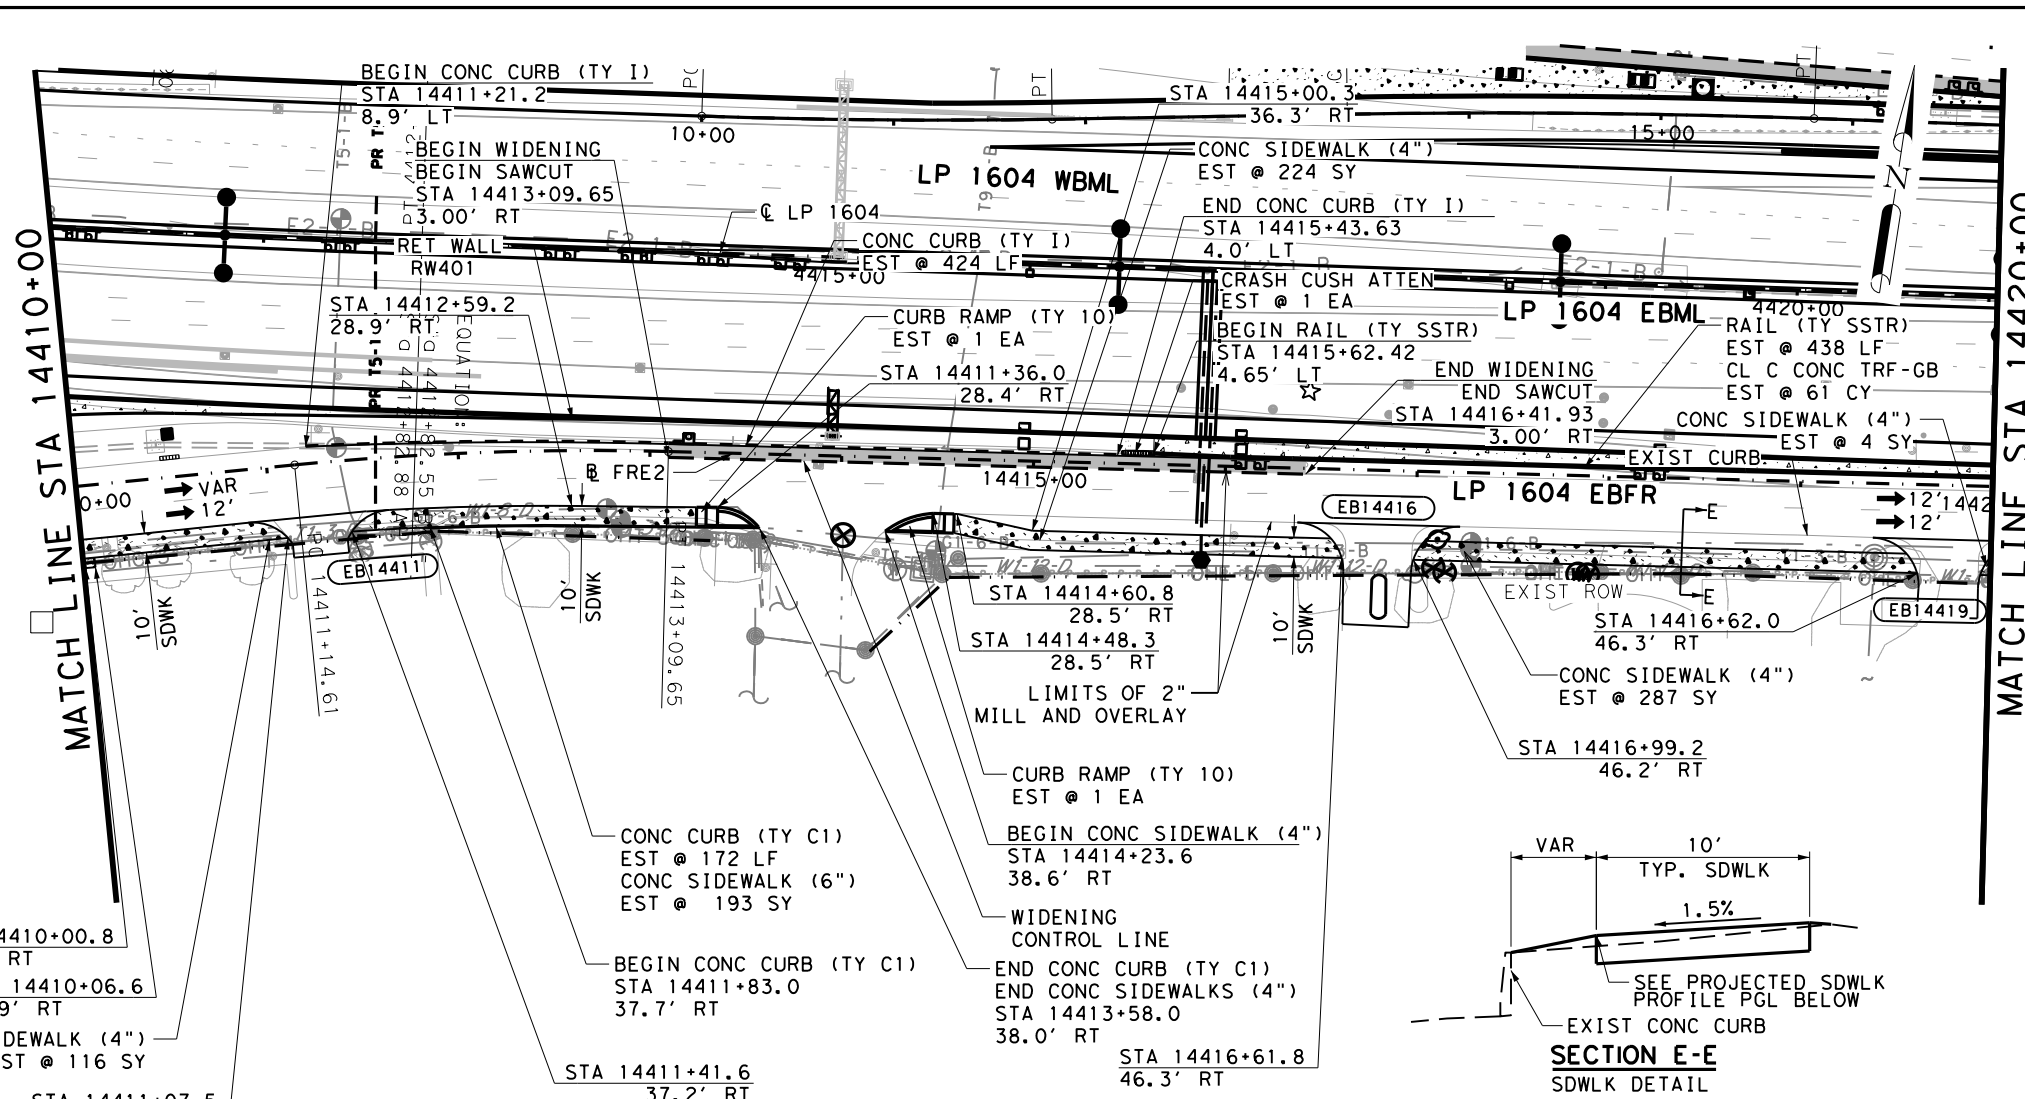 BEGIN CONC CURB (TY I)
STA 14411+21.2
8.9' LT
BEGIN WIDENING
BEGIN SAWCUT
STA 14413+09.65
3.00' RT
RET WALL
RW401
STA 14412+59.2
28.9' RT
10+00
LP 1604 WBML
℄ LP 1604
CONC CURB (TY I)
EST @ 424 LF
4415+00
CURB RAMP (TY 10)
EST @ 1 EA
STA 14411+36.0
28.4' RT
STA 14415+00.3
36.3' RT
CONC SIDEWALK (4")
EST @ 224 SY
END CONC CURB (TY I)
STA 14415+43.63
4.0' LT
CRASH CUSH ATTEN
EST @ 1 EA
BEGIN RAIL (TY SSTR)
STA 14415+62.42
4.65' LT
END WIDENING
END SAWCUT
STA 14416+41.93
3.00' RT
15+00
N
LP 1604 EBML
4420+00
RAIL (TY SSTR)
EST @ 438 LF
CL C CONC TRF-GB
EST @ 61 CY
CONC SIDEWALK (4")
EST @ 4 SY
EXIST CURB
MATCH LINE STA 14410+00
MATCH LINE STA 14420+00
PR T5-1
EQUATION:
PC
PT
PT
0+00
VAR
12'
B FRE2
14415+00
LP 1604 EBFR
EB14416
12'
12'
1442
E
E
EB14411
10'
SDWK
10'
SDWK
10'
SDWK
14411+14.61
14413+09.65
EXIST ROW
EB14419
STA 14414+60.8
28.5' RT
STA 14414+48.3
28.5' RT
LIMITS OF 2"
MILL AND OVERLAY
STA 14416+62.0
46.3' RT
CONC SIDEWALK (4")
EST @ 287 SY
STA 14416+99.2
46.2' RT
CURB RAMP (TY 10)
EST @ 1 EA
BEGIN CONC SIDEWALK (4")
STA 14414+23.6
38.6' RT
WIDENING
CONTROL LINE
END CONC CURB (TY C1)
END CONC SIDEWALKS (4")
STA 14413+58.0
38.0' RT
STA 14416+61.8
46.3' RT
CONC CURB (TY C1)
EST @ 172 LF
CONC SIDEWALK (6")
EST @ 193 SY
BEGIN CONC CURB (TY C1)
STA 14411+83.0
37.7' RT
STA 14411+41.6
37.2' RT
4410+00.8
RT
14410+06.6
9' RT
DEWALK (4")
ST @ 116 SY
STA 14411+07.5
VAR
10'
TYP. SDWLK
1.5%
SEE PROJECTED SDWLK
PROFILE PGL BELOW
EXIST CONC CURB
SECTION E-E
SDWLK DETAIL